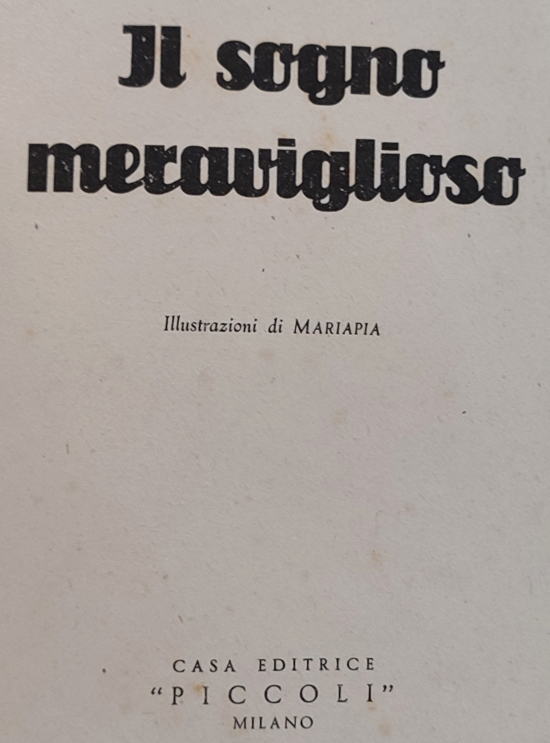 Il sogno
meraviglioso
Illustrazioni di MARIAPIA
CASA EDITRICE
“PICCOLI”
MILANO